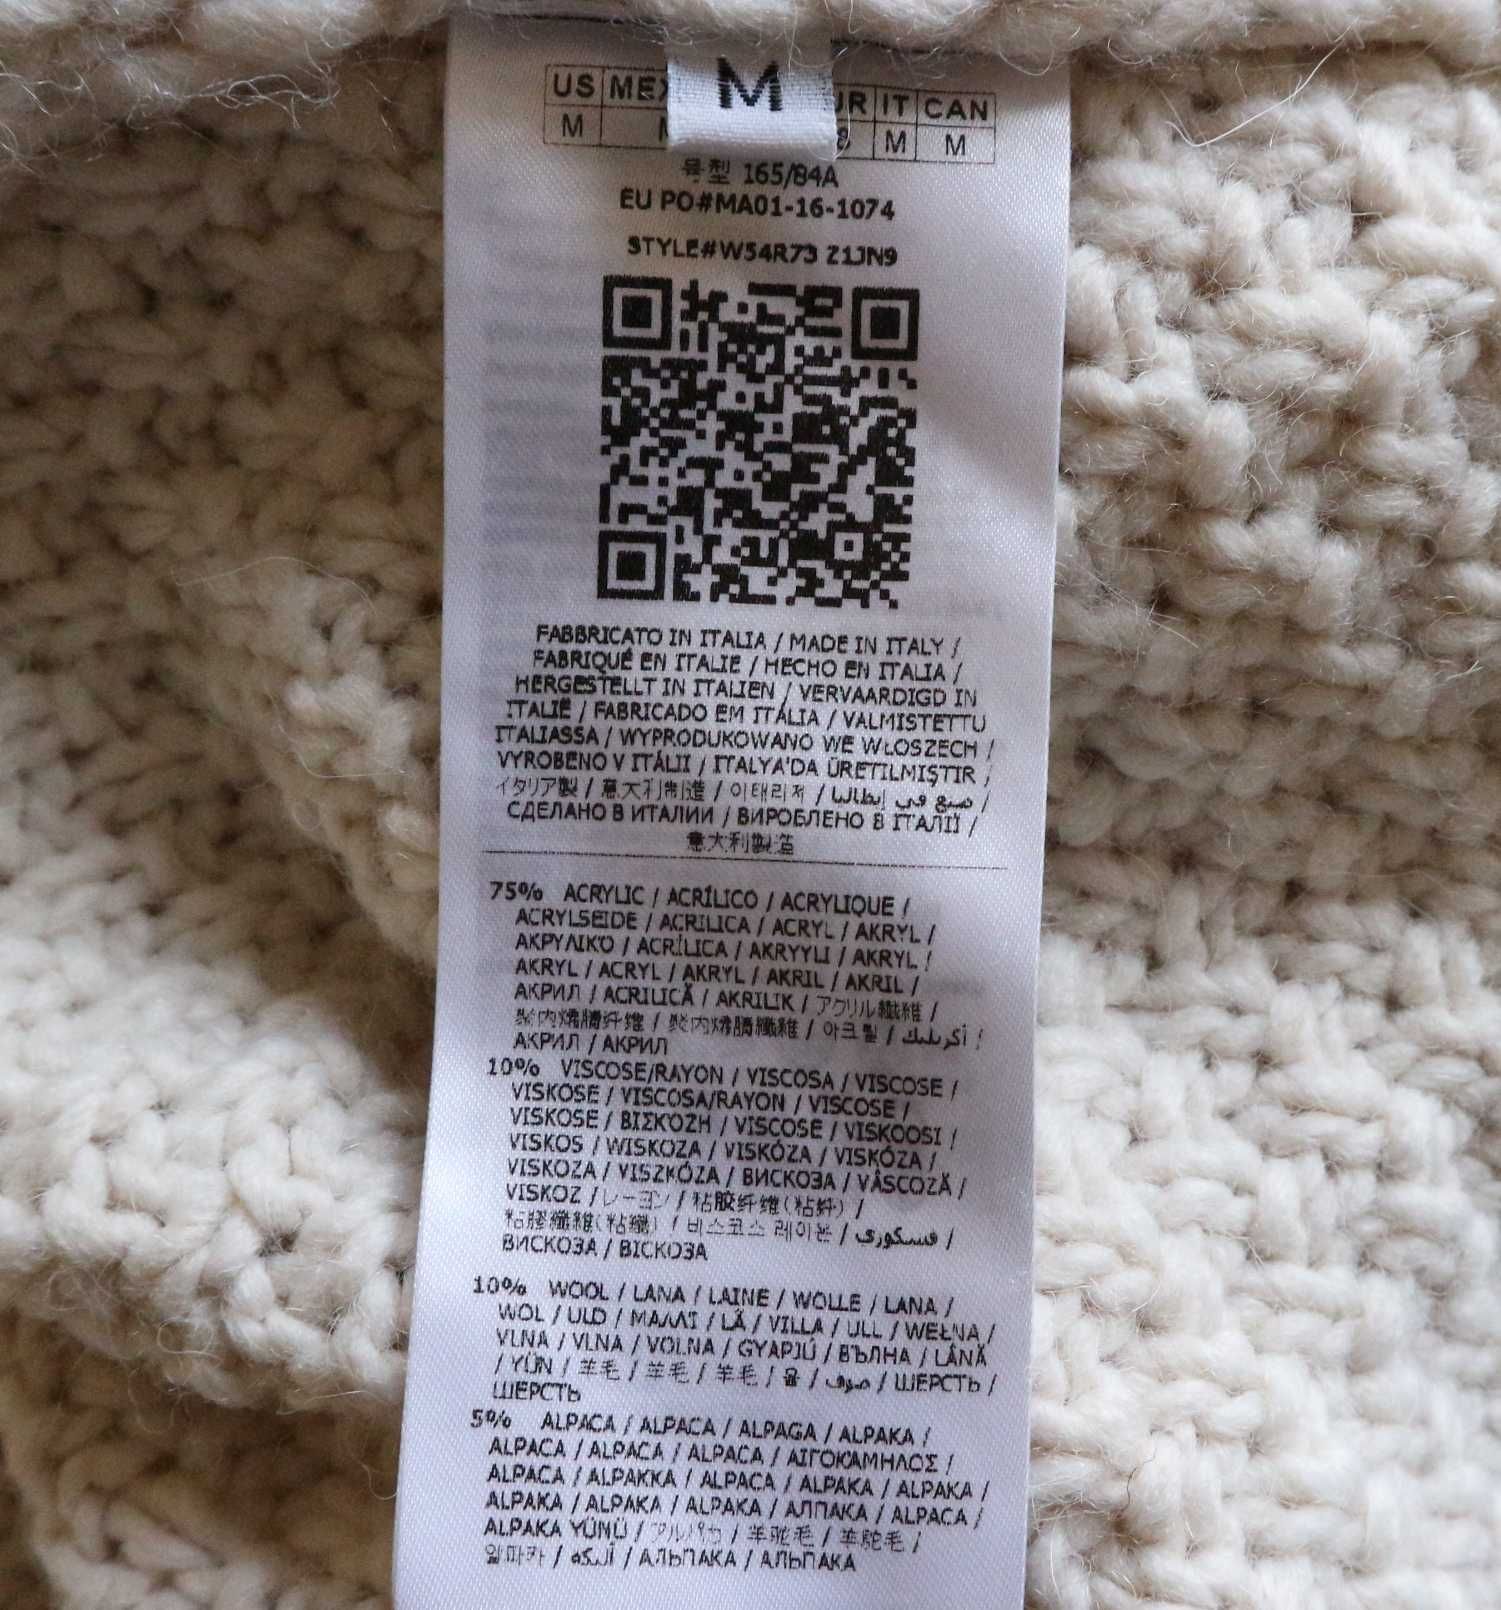 M
US MEX IT CAN
M M M
号型 165/84A
EU PO#MA01-16-1074
STYLE#W54R73 Z1JN9
FABBRICATO IN ITALIA / MADE IN ITALY /
FABRIQUÉ EN ITALIE / HECHO EN ITALIA /
HERGESTELLT IN ITALIEN / VERVAARDIGD IN
ITALIË / FABRICADO EM ITÁLIA / VALMISTETTU
ITALIASSA / WYPRODUKOWANO WE WŁOSZECH /
VYROBENO V ITÁLII / ITALYA'DA ÜRETILMIŞTIR /
イタリア製 / 意大利制造 / 이태리저 / صنع في إيطاليا /
СДЕЛАНО В ИТАЛИИ / ВИРОБЛЕНО В ІТАЛІЇ /
意大利製造
75% ACRYLIC / ACRÍLICO / ACRYLIQUE /
ACRYLSEIDE / ACRILICA / ACRYL / AKRYL /
ΑΚΡΥΛΙΚΌ / ACRÍLICA / AKRYYLI / AKRYL /
AKRYL / ACRYL / AKRYL / AKRIL / AKRIL /
АКРИЛ / ACRILICĂ / AKRILIK / アクリル繊維 /
聚丙烯腈纤维 / 聚丙烯腈纖維 / 아크릴 / أكريليك /
АКРИЛ / АКРИЛ
10% VISCOSE/RAYON / VISCOSA / VISCOSE /
VISKOSE / VISCOSA/RAYON / VISCOSE /
VISKOSE / ΒΙΣΚΌΖΗ / VISCOSE / VISKOOSI /
VISKOS / WISKOZA / VISKÓZA / VISKÓZA /
VISKOZA / VISZKÓZA / ВИСКОЗА / VÂSCOZĂ /
VISKOZ / レーヨン / 粘胶纤维(粘纤) /
粘膠纖維(粘纖) / 비스코스 레이온 / فسكوزي /
ВИСКОЗА / ВІСКОЗА
10% WOOL / LANA / LAINE / WOLLE / LANA /
WOL / ULD / ΜΑΛΛΊ / LÃ / VILLA / ULL / WEŁNA /
VLNA / VLNA / VOLNA / GYAPJÚ / ВЪЛНА / LÂNĂ
/ YÜN / 羊毛 / 羊毛 / 羊毛 / 울 / صوف / ШЕРСТЬ /
ШЕРСТЬ
5% ALPACA / ALPACA / ALPAGA / ALPAKA /
ALPACA / ALPACA / ALPACA / ΑΙΓΟΚΆΜΗΛΟΣ /
ALPACA / ALPAKKA / ALPACA / ALPAKA / ALPAKA /
ALPAKA / ALPAKA / ALPAKA / АЛПАКА / ALPACA /
ALPAKA YÜNÜ / アルパカ / 羊驼毛 / 羊駝毛 /
알파카 / ألبكة / АЛЬПАКА / АЛЬПАКА